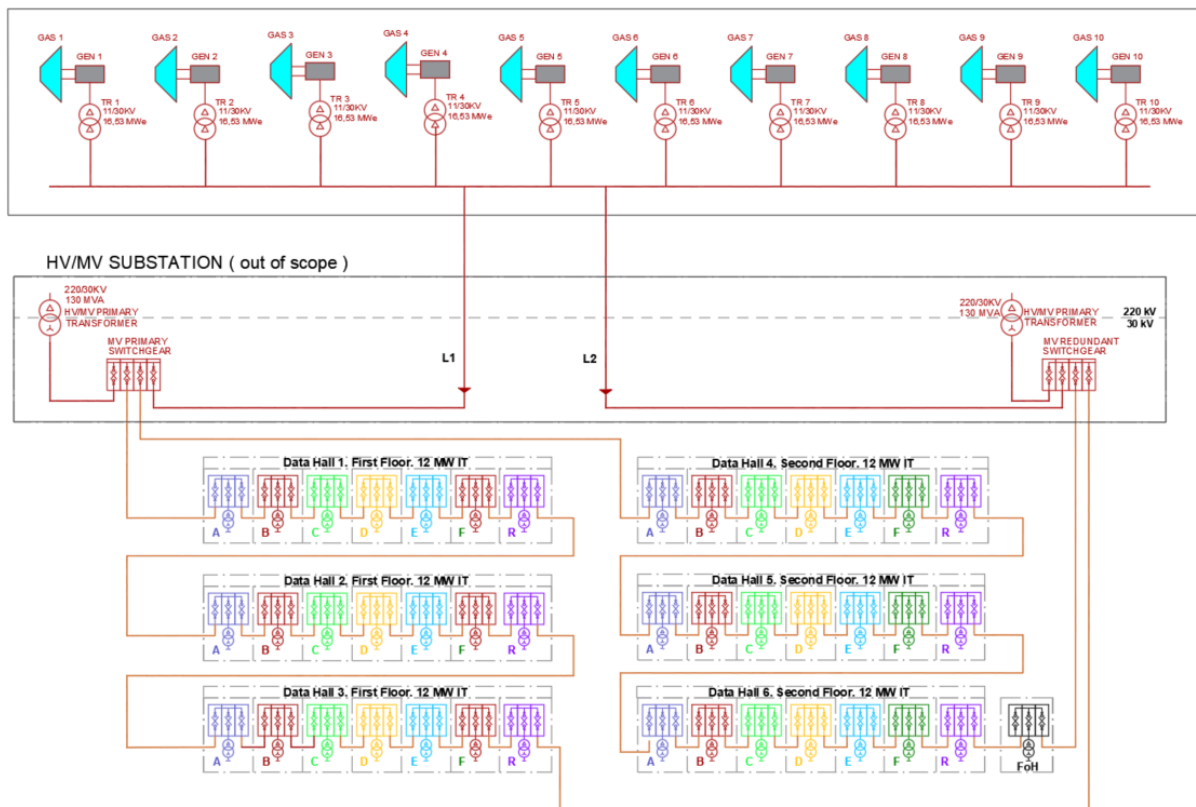 GAS 1
GEN 1
TR 1
11/30KV
16,53 MWe
GAS 2
GEN 2
TR 2
11/30KV
16,53 MWe
GAS 3
GEN 3
TR 3
11/30KV
16,53 MWe
GAS 4
GEN 4
TR 4
11/30KV
16,53 MWe
GAS 5
GEN 5
TR 5
11/30KV
16,53 MWe
GAS 6
GEN 6
TR 6
11/30KV
16,53 MWe
GAS 7
GEN 7
TR 7
11/30KV
16,53 MWe
GAS 8
GEN 8
TR 8
11/30KV
16,53 MWe
GAS 9
GEN 9
TR 9
11/30KV
16,53 MWe
GAS 10
GEN 10
TR 10
11/30KV
16,53 MWe
HV/MV SUBSTATION ( out of scope )
220/30KV
130 MVA
HV/MV PRIMARY
TRANSFORMER
MV PRIMARY
SWITCHGEAR
L1
L2
220/30KV
130 MVA
HV/MV PRIMARY
TRANSFORMER
220 kV
30 kV
MV REDUNDANT
SWITCHGEAR
Data Hall 1. First Floor. 12 MW IT
A B C D E F R
Data Hall 4. Second Floor. 12 MW IT
A B C D E F R
Data Hall 2. First Floor. 12 MW IT
A B C D E F R
Data Hall 5. Second Floor. 12 MW IT
A B C D E F R
Data Hall 3. First Floor. 12 MW IT
A B C D E F R
Data Hall 6. Second Floor. 12 MW IT
A B C D E F R
FoH